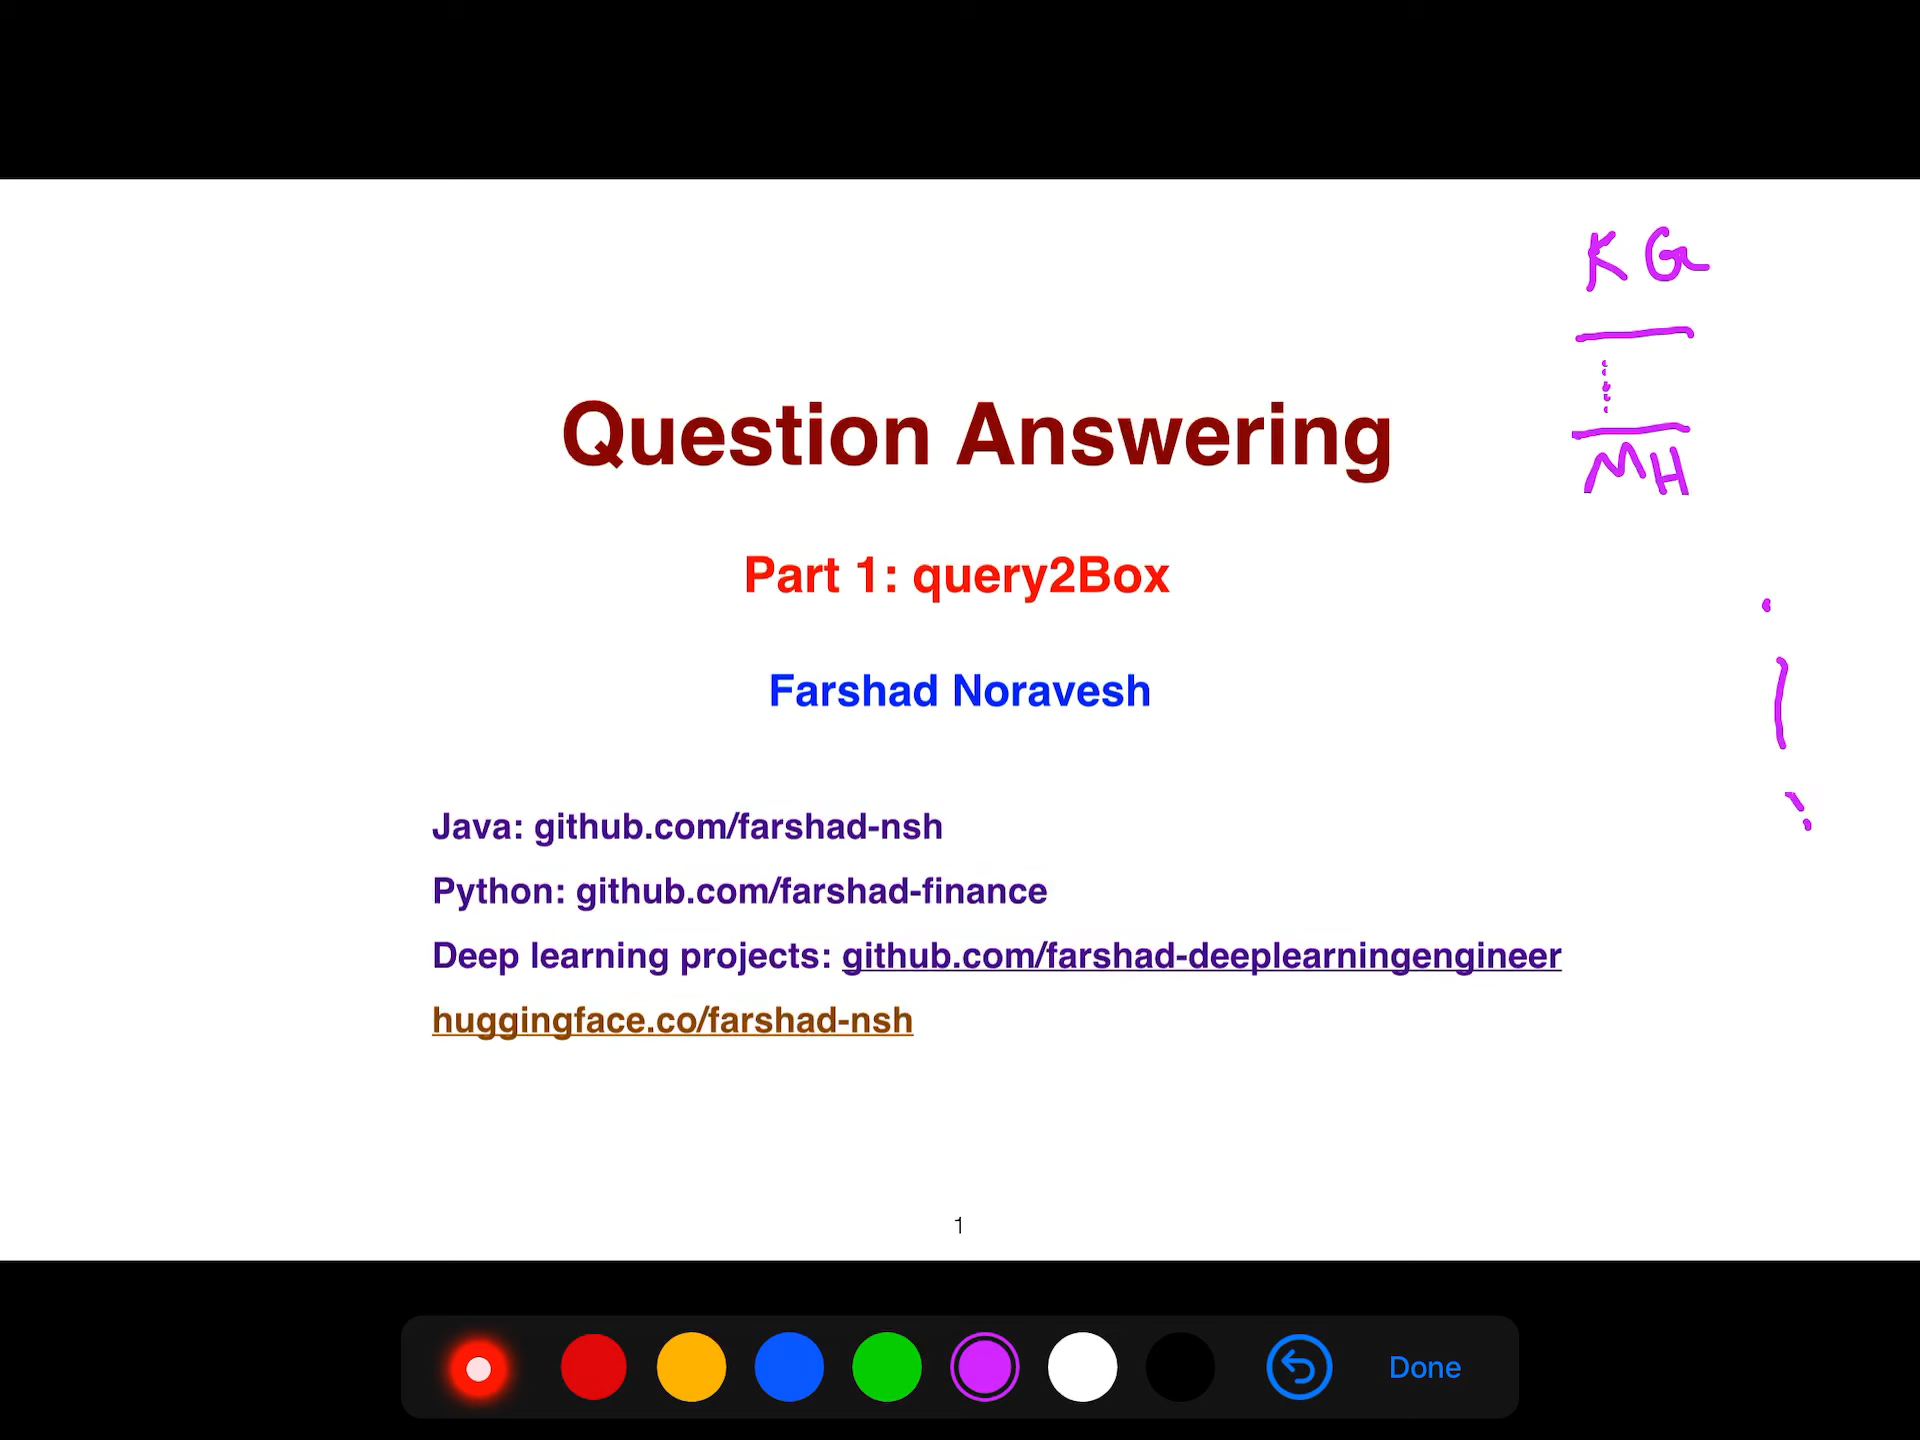 KG
Question Answering
MH
Part 1: query2Box
Farshad Noravesh
Java: github.com/farshad-nsh
Python: github.com/farshad-finance
Deep learning projects: github.com/farshad-deeplearningengineer
huggingface.co/farshad-nsh
1
Done